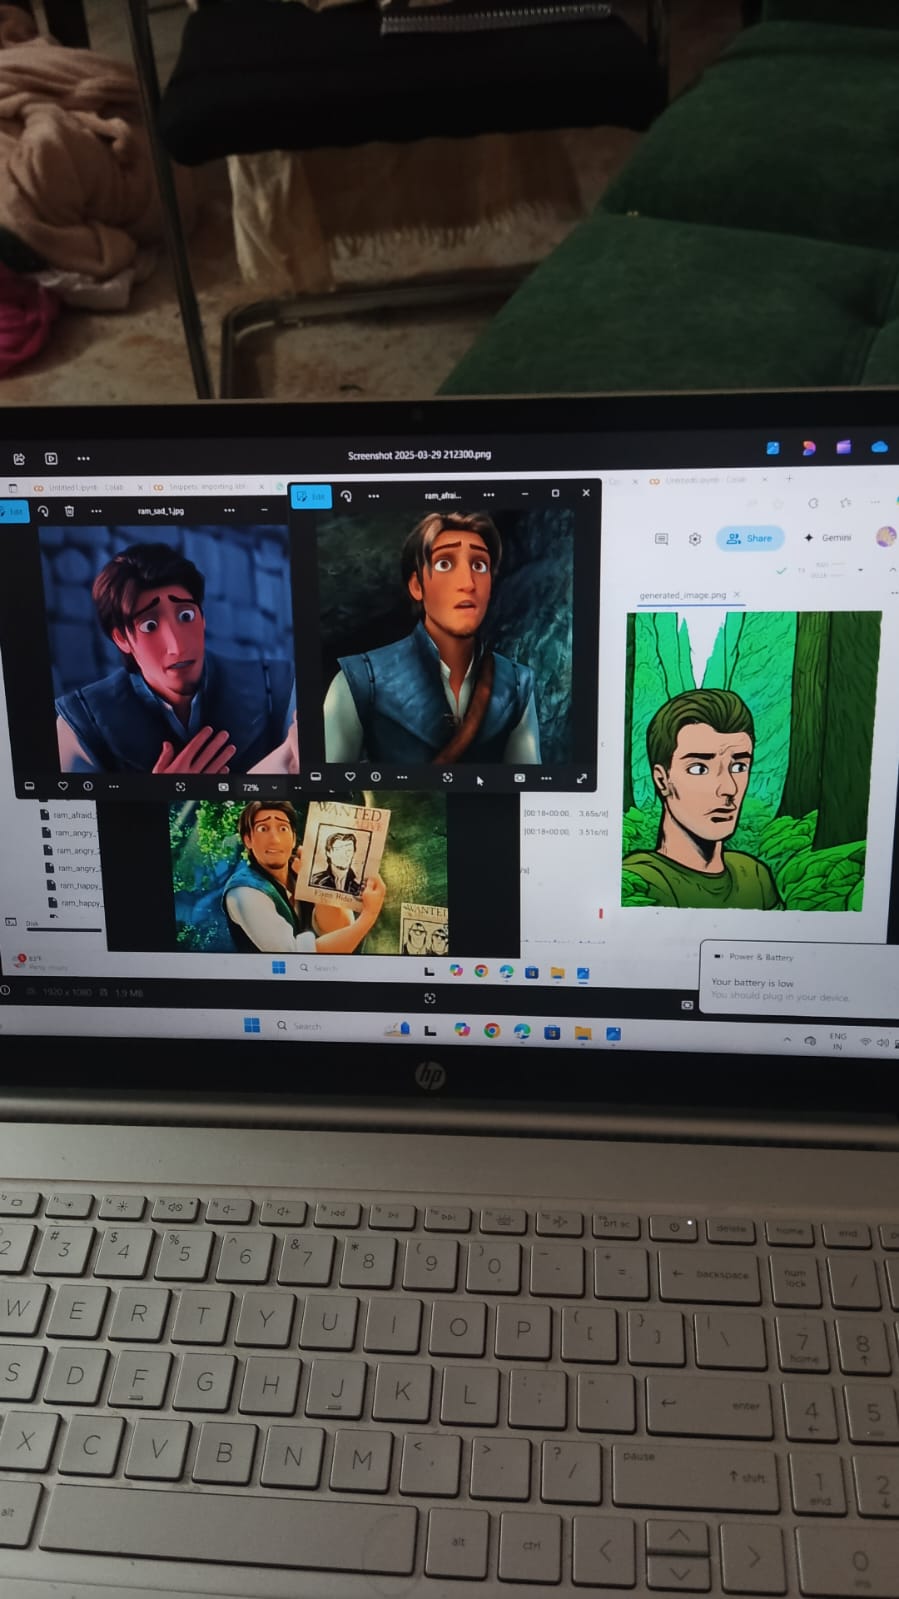 Screenshot 2025-03-29 212300.png
Untitled1.ipynb - Colab
Snippets: Importing
Colab
Edit
ram_sad_1.jpg
Edit
ram_afrai...
Share
Gemini
generated_image.png
72%
WANTED
WANTED
ram_afraid_
ram_angry_
ram_angry_
ram_angry_
ram_happy_
ram_happy_
[00:18<00:00, 3.65s/it]
[00:18<00:00, 3.51s/it]
Disk
83°F
Search
Power & Battery
Your battery is low
You should plug in your device.
1920 x 1080
1.9 MB
Search
ENG
IN
hp
prt sc
delete
home
end
2
# 3
$ 4
% 5
^ 6
& 7
* 8
( 9
) 0
-
+ =
← backspace
num lock
/
W E R T Y U I O P { [ } ] | \
7 home
8
S D F G H J K L : ; " '
enter
4
5
X C V B N M < , > . ? /
pause
shift
1 end
2
alt
alt
ctrl
<
>
0
ins